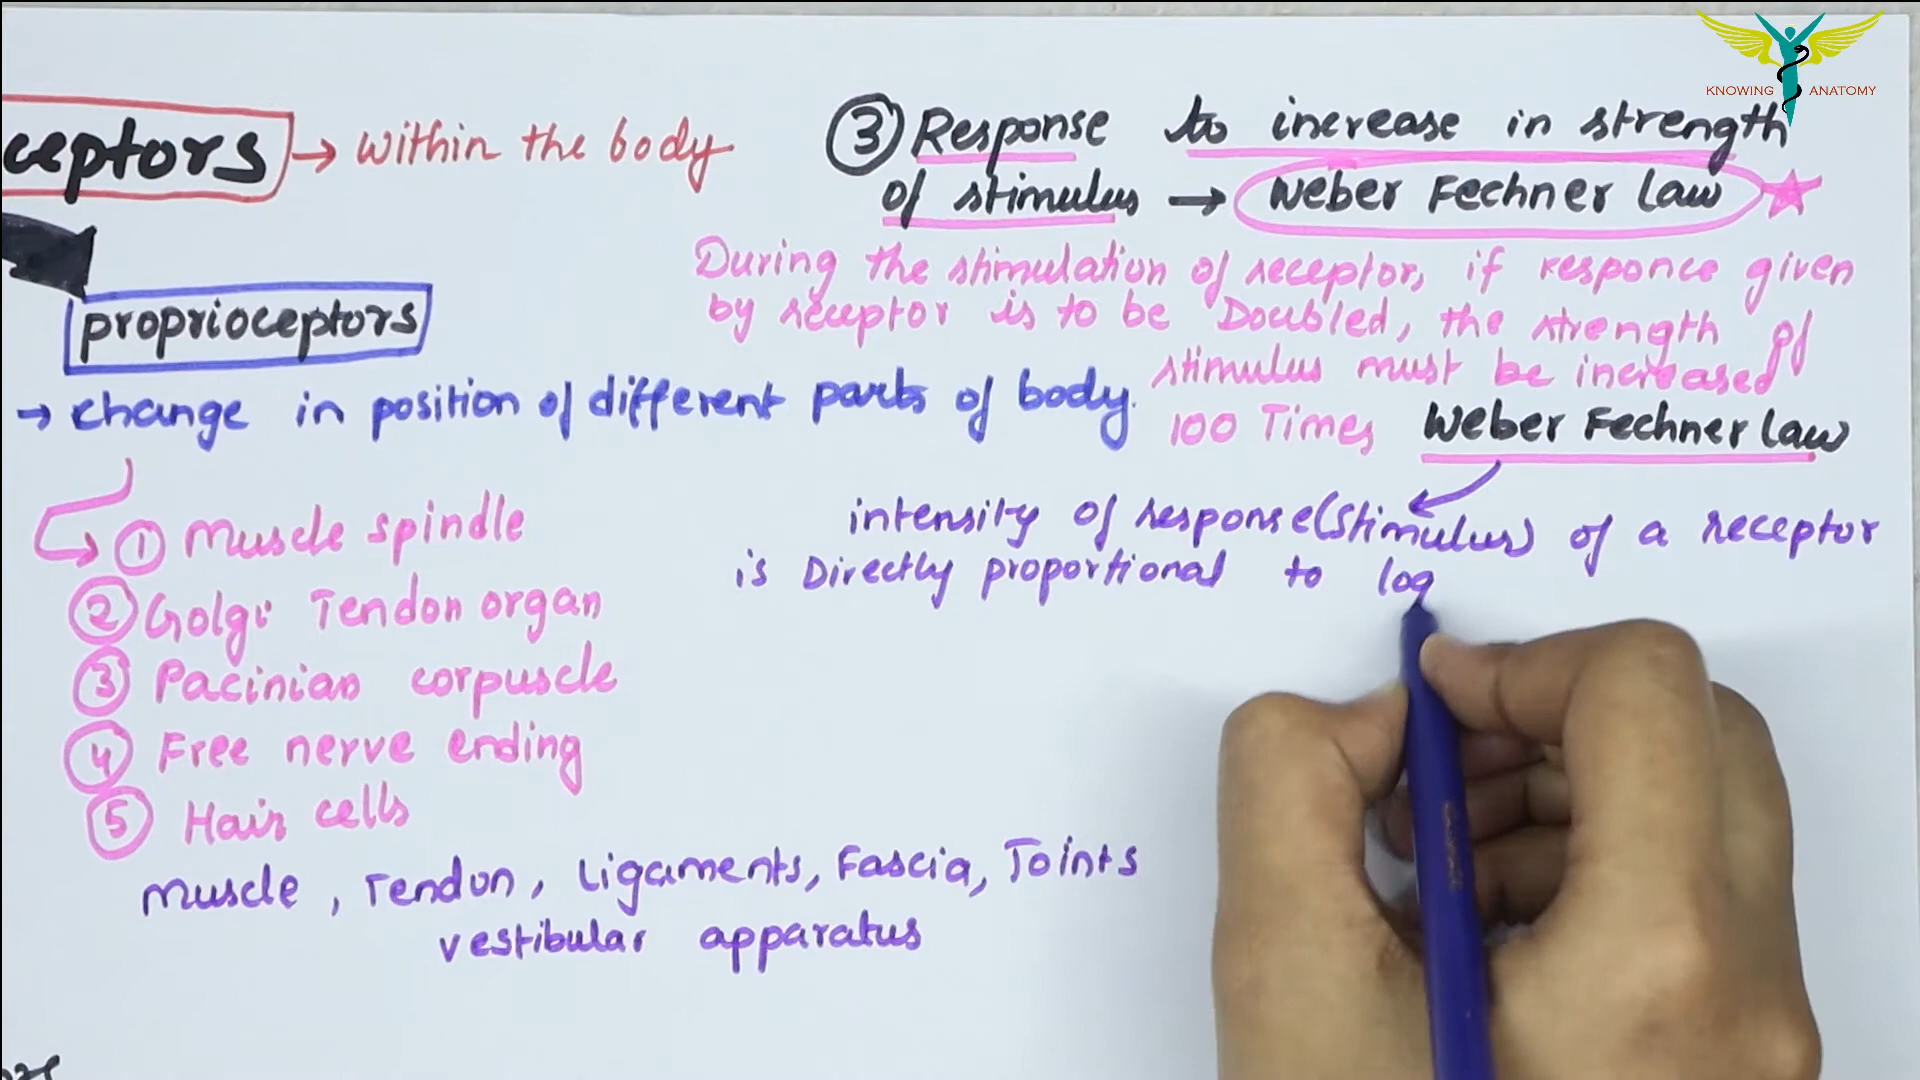 KNOWING ANATOMY
ceptors → within the body
proprioceptors
→ change in position of different parts of body.
① Muscle spindle
② Golgi Tendon organ
③ Pacinian corpuscle
④ Free nerve ending
⑤ Hair cells
Muscle, Tendon, Ligaments, Fascia, Joints
vestibular apparatus
③ Response to increase in strength
of stimulus → Weber Fechner law
During the stimulation of receptor, if responce given
by receptor is to be Doubled, the strength of
stimulus must be increased
100 Times Weber Fechner law
intensity of response(stimulus) of a receptor
is Directly proportional to log